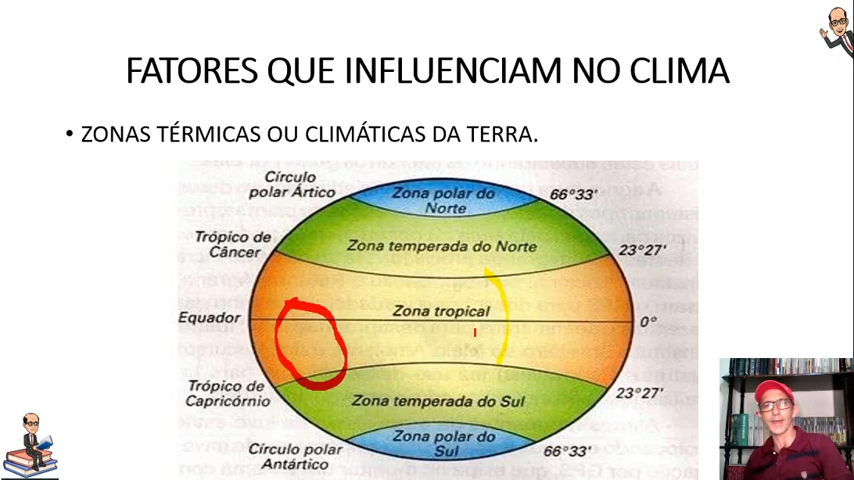 FATORES QUE INFLUENCIAM NO CLIMA
• ZONAS TÉRMICAS OU CLIMÁTICAS DA TERRA.
Círculo
polar Ártico
Zona polar do
Norte
66°33'
Trópico de
Câncer
Zona temperada do Norte
23°27'
Equador
Zona tropical
0°
Trópico de
Capricórnio
Zona temperada do Sul
23°27'
Círculo polar
Antártico
Zona polar do
Sul
66°33'